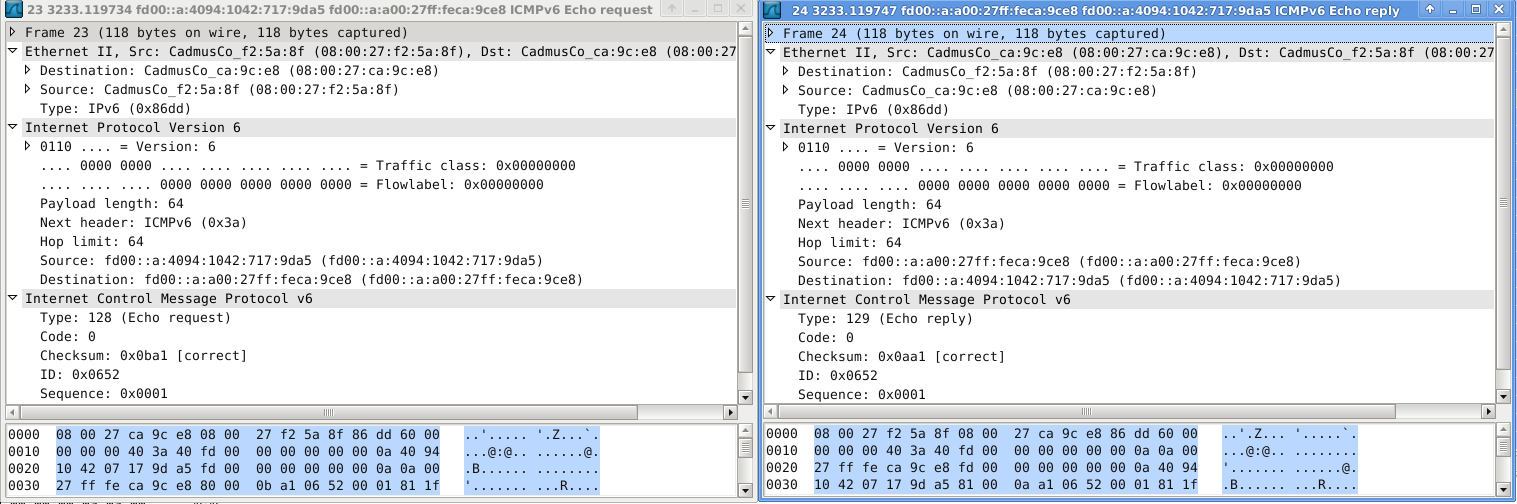 23 3233.119734 fd00::a:4094:1042:717:9da5 fd00::a:a00:27ff:feca:9ce8 ICMPv6 Echo request
Frame 23 (118 bytes on wire, 118 bytes captured)
Ethernet II, Src: CadmusCo_f2:5a:8f (08:00:27:f2:5a:8f), Dst: CadmusCo_ca:9c:e8 (08:00:27
Destination: CadmusCo_ca:9c:e8 (08:00:27:ca:9c:e8)
Source: CadmusCo_f2:5a:8f (08:00:27:f2:5a:8f)
Type: IPv6 (0x86dd)
Internet Protocol Version 6
0110 .... = Version: 6
.... 0000 0000 .... .... .... .... .... = Traffic class: 0x00000000
.... .... .... 0000 0000 0000 0000 0000 = Flowlabel: 0x00000000
Payload length: 64
Next header: ICMPv6 (0x3a)
Hop limit: 64
Source: fd00::a:4094:1042:717:9da5 (fd00::a:4094:1042:717:9da5)
Destination: fd00::a:a00:27ff:feca:9ce8 (fd00::a:a00:27ff:feca:9ce8)
Internet Control Message Protocol v6
Type: 128 (Echo request)
Code: 0
Checksum: 0x0ba1 [correct]
ID: 0x0652
Sequence: 0x0001
0000 08 00 27 ca 9c e8 08 00 27 f2 5a 8f 86 dd 60 00 ..'..... '.Z...`.
0010 00 00 00 40 3a 40 fd 00 00 00 00 00 00 0a 40 94 ...@:@.. ......@.
0020 10 42 07 17 9d a5 fd 00 00 00 00 00 00 0a 0a 00 .B...... ........
0030 27 ff fe ca 9c e8 80 00 0b a1 06 52 00 01 81 1f '....... ...R....
24 3233.119747 fd00::a:a00:27ff:feca:9ce8 fd00::a:4094:1042:717:9da5 ICMPv6 Echo reply
Frame 24 (118 bytes on wire, 118 bytes captured)
Ethernet II, Src: CadmusCo_ca:9c:e8 (08:00:27:ca:9c:e8), Dst: CadmusCo_f2:5a:8f (08:00:27
Destination: CadmusCo_f2:5a:8f (08:00:27:f2:5a:8f)
Source: CadmusCo_ca:9c:e8 (08:00:27:ca:9c:e8)
Type: IPv6 (0x86dd)
Internet Protocol Version 6
0110 .... = Version: 6
.... 0000 0000 .... .... .... .... .... = Traffic class: 0x00000000
.... .... .... 0000 0000 0000 0000 0000 = Flowlabel: 0x00000000
Payload length: 64
Next header: ICMPv6 (0x3a)
Hop limit: 64
Source: fd00::a:a00:27ff:feca:9ce8 (fd00::a:a00:27ff:feca:9ce8)
Destination: fd00::a:4094:1042:717:9da5 (fd00::a:4094:1042:717:9da5)
Internet Control Message Protocol v6
Type: 129 (Echo reply)
Code: 0
Checksum: 0x0aa1 [correct]
ID: 0x0652
Sequence: 0x0001
0000 08 00 27 f2 5a 8f 08 00 27 ca 9c e8 86 dd 60 00 ..'.Z... '.....`.
0010 00 00 00 40 3a 40 fd 00 00 00 00 00 00 0a 0a 00 ...@:@.. ........
0020 27 ff fe ca 9c e8 fd 00 00 00 00 00 00 0a 40 94 '....... ......@.
0030 10 42 07 17 9d a5 81 00 0a a1 06 52 00 01 81 1f .B...... ...R....